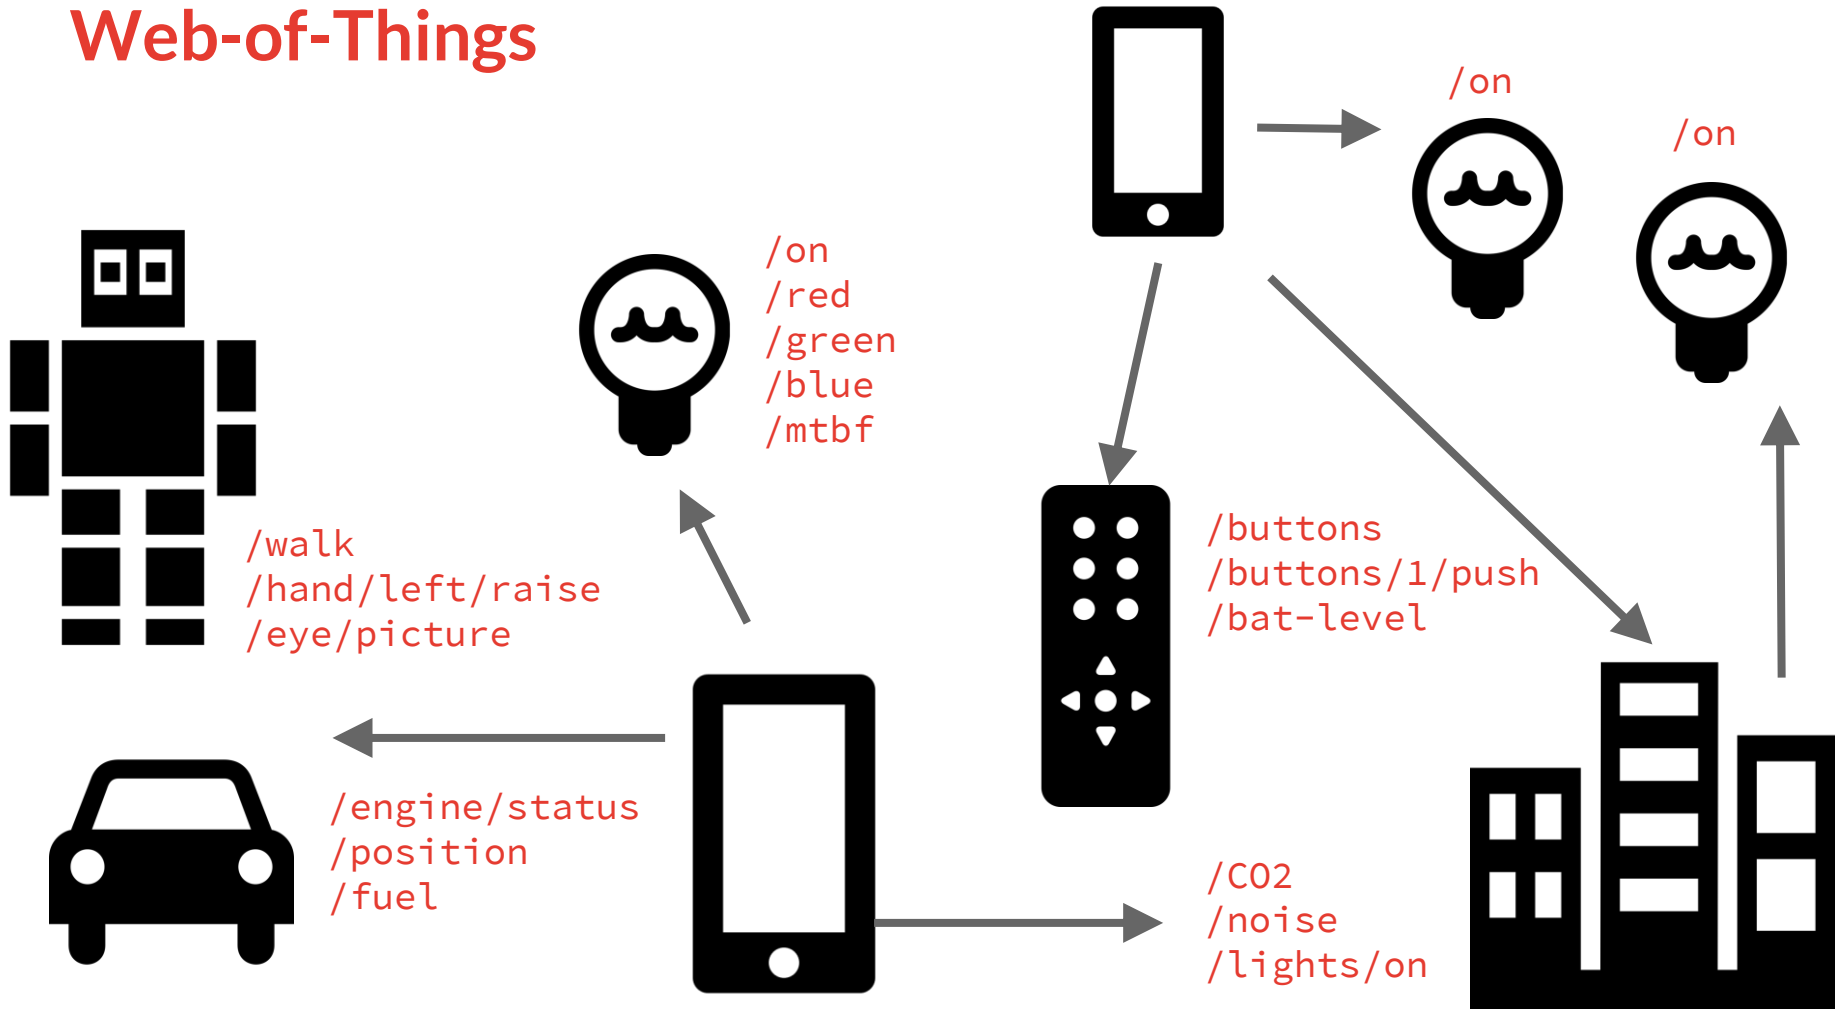 Web-of-Things
/on
/on
/on
/red
/green
/blue
/mtbf
/walk
/hand/left/raise
/eye/picture
/buttons
/buttons/1/push
/bat-level
/engine/status
/position
/fuel
/CO2
/noise
/lights/on